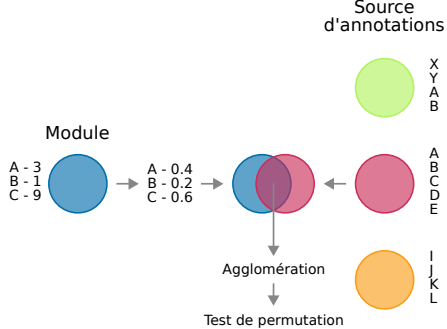 Source
d'annotations
X
Y
A
B
Module
A - 3
B - 1
C - 9
A - 0.4
B - 0.2
C - 0.6
A
B
C
D
E
Agglomération
I
J
K
L
Test de permutation